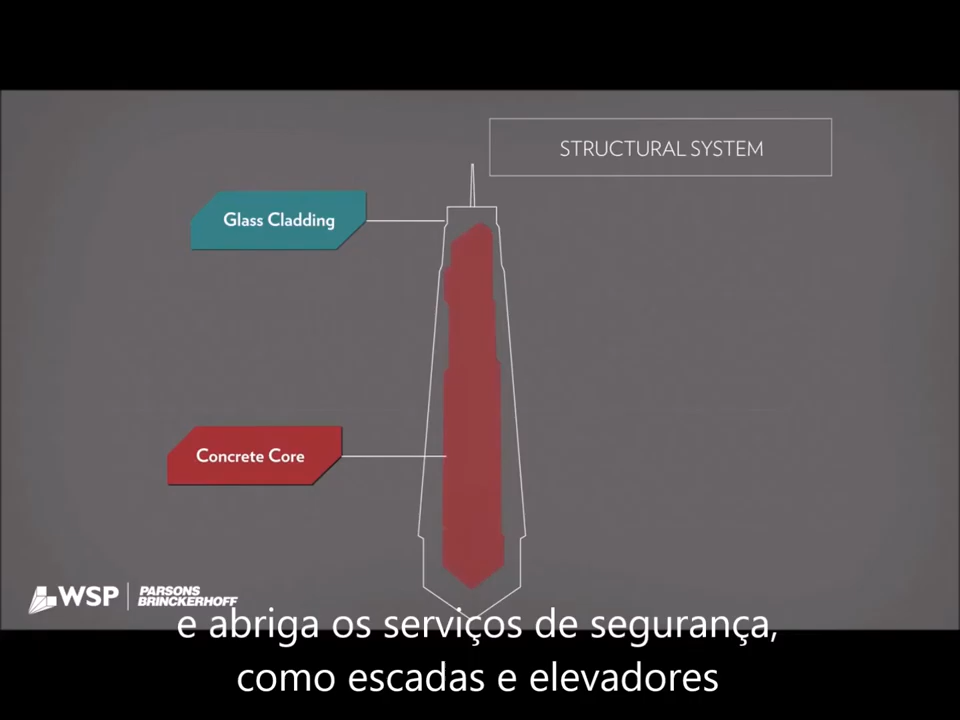 STRUCTURAL SYSTEM
Glass Cladding
Concrete Core
WSP
PARSONS
BRINCKERHOFF
e abriga os serviços de segurança,
como escadas e elevadores